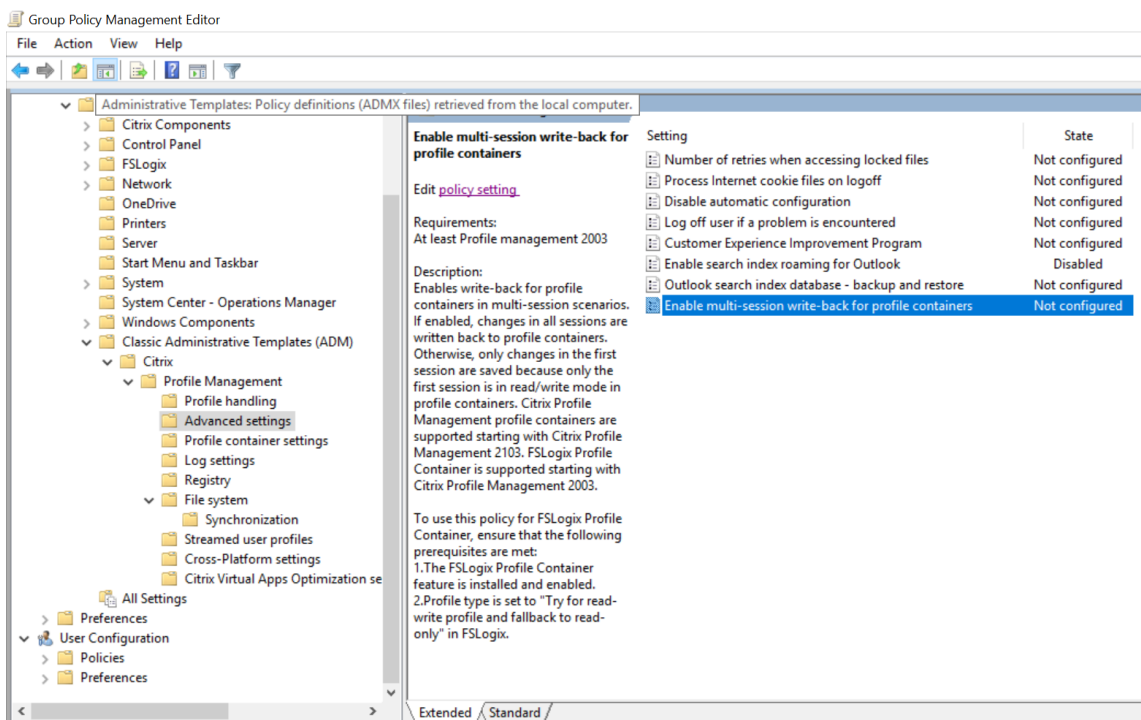 Group Policy Management Editor
File Action View Help
Administrative Templates: Policy definitions (ADMX files) retrieved from the local computer.
Citrix Components
Control Panel
FSLogix
Network
OneDrive
Printers
Server
Start Menu and Taskbar
System
System Center - Operations Manager
Windows Components
Classic Administrative Templates (ADM)
Citrix
Profile Management
Profile handling
Advanced settings
Profile container settings
Log settings
Registry
File system
Synchronization
Streamed user profiles
Cross-Platform settings
Citrix Virtual Apps Optimization se
All Settings
Preferences
User Configuration
Policies
Preferences
Enable multi-session write-back for
profile containers
Edit policy setting
Requirements:
At least Profile management 2003
Description:
Enables write-back for profile
containers in multi-session scenarios.
If enabled, changes in all sessions are
written back to profile containers.
Otherwise, only changes in the first
session are saved because only the
first session is in read/write mode in
profile containers. Citrix Profile
Management profile containers are
supported starting with Citrix Profile
Management 2103. FSLogix Profile
Container is supported starting with
Citrix Profile Management 2003.
To use this policy for FSLogix Profile
Container, ensure that the following
prerequisites are met:
1.The FSLogix Profile Container
feature is installed and enabled.
2.Profile type is set to "Try for read-
write profile and fallback to read-
only" in FSLogix.
Setting State
Number of retries when accessing locked files Not configured
Process Internet cookie files on logoff Not configured
Disable automatic configuration Not configured
Log off user if a problem is encountered Not configured
Customer Experience Improvement Program Not configured
Enable search index roaming for Outlook Disabled
Outlook search index database - backup and restore Not configured
Enable multi-session write-back for profile containers Not configured
Extended Standard